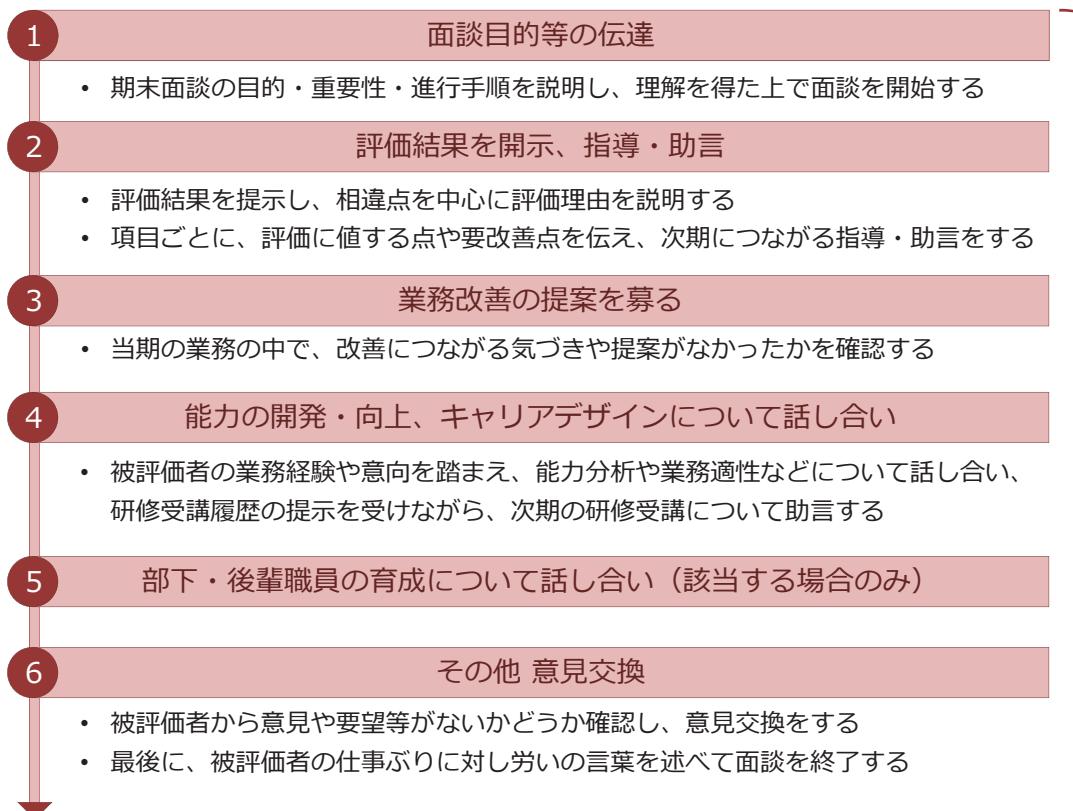 1 面談目的等の伝達
• 期末面談の目的・重要性・進行手順を説明し、理解を得た上で面談を開始する
2 評価結果を開示、指導・助言
• 評価結果を提示し、相違点を中心に評価理由を説明する
• 項目ごとに、評価に値する点や要改善点を伝え、次期につながる指導・助言をする
3 業務改善の提案を募る
• 当期の業務の中で、改善につながる気づきや提案がなかったかを確認する
4 能力の開発・向上、キャリアデザインについて話し合い
• 被評価者の業務経験や意向を踏まえ、能力分析や業務適性などについて話し合い、
研修受講履歴の提示を受けながら、次期の研修受講について助言する
5 部下・後輩職員の育成について話し合い（該当する場合のみ）
6 その他 意見交換
• 被評価者から意見や要望等がないかどうか確認し、意見交換をする
• 最後に、被評価者の仕事ぶりに対し労いの言葉を述べて面談を終了する